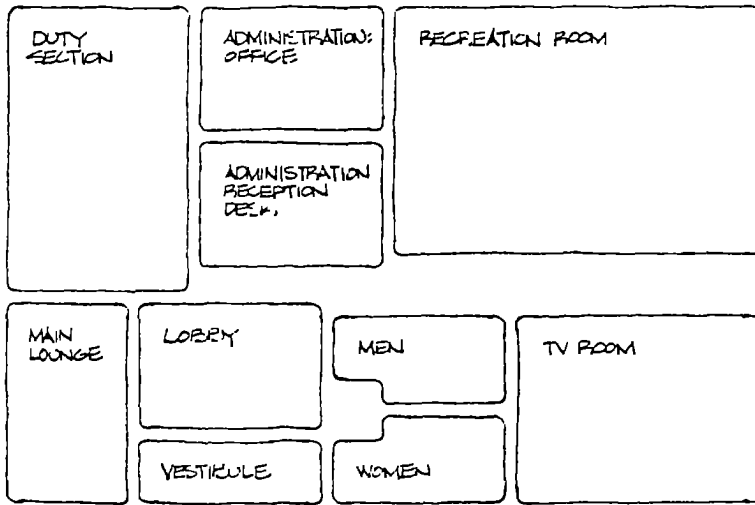 DUTY
SECTION
ADMINISTRATION:
OFFICE
RECREATION ROOM
ADMINISTRATION
RECEPTION
DESK.
MAIN
LOUNGE
LOBBY
MEN
TV ROOM
VESTIBULE
WOMEN